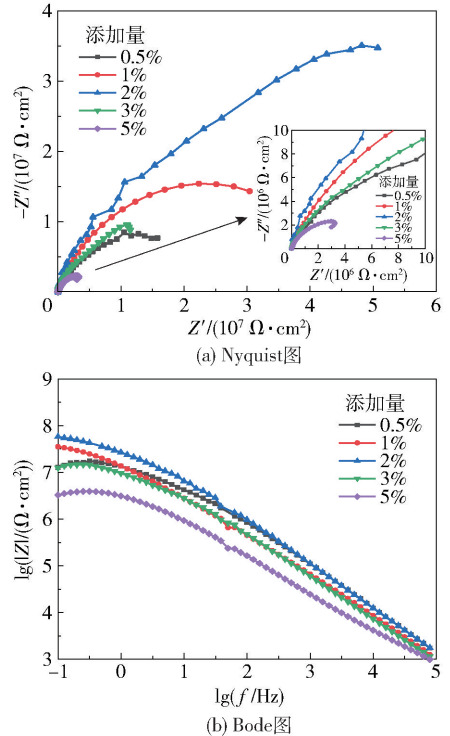 添加量
0.5%
1%
2%
3%
5%
4
3
2
1
0
0 1 2 3 4 5 6
-Z″/(10⁷ Ω·cm²)
Z′/(10⁷ Ω·cm²)
10
8
6
4
2
0 2 4 6 8 10
-Z″/(10⁶ Ω·cm²)
Z′/(10⁶ Ω·cm²)
添加量
0.5%
1%
2%
3%
5%
(a) Nyquist图
9
8
7
6
5
4
3
-1 0 1 2 3 4 5
lg(|Z|/(Ω·cm²))
添加量
0.5%
1%
2%
3%
5%
lg(f/Hz)
(b) Bode图